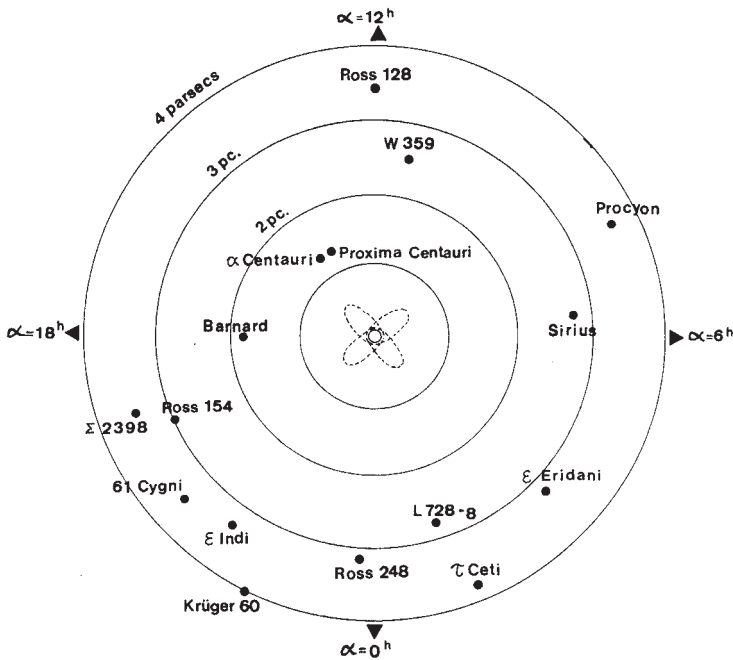 α=12ʰ
Ross 128
4 parsecs
W 359
3 pc.
Procyon
2 pc.
α Centauri
Proxima Centauri
α=18ʰ
Barnard
Sirius
α=6ʰ
Σ 2398
Ross 154
61 Cygni
ε Eridani
L 728-8
ε Indi
Ross 248
τ Ceti
Krüger 60
α=0ʰ